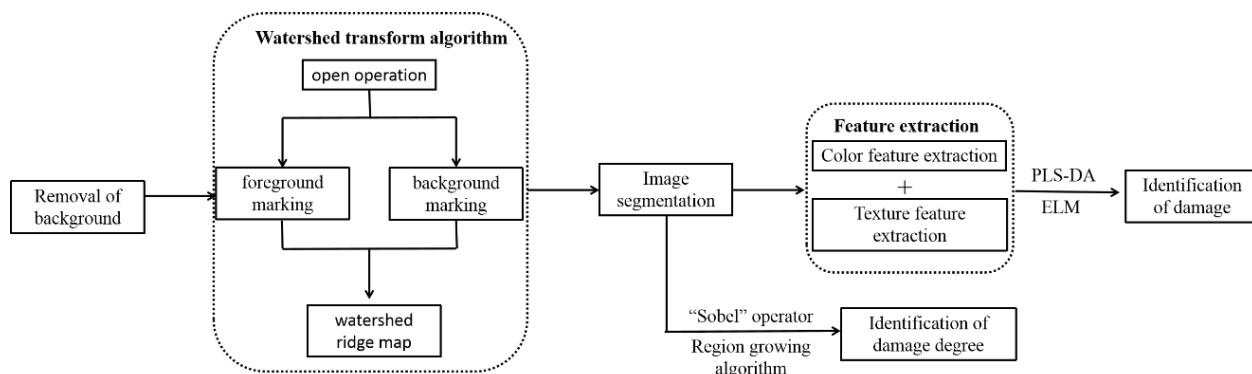 Watershed transform algorithm
open operation
foreground
marking
background
marking
watershed
ridge map
Removal of
background
Image
segmentation
Feature extraction
Color feature extraction
+
Texture feature
extraction
PLS-DA
ELM
Identification
of damage
“Sobel” operator
Region growing
algorithm
Identification of
damage degree